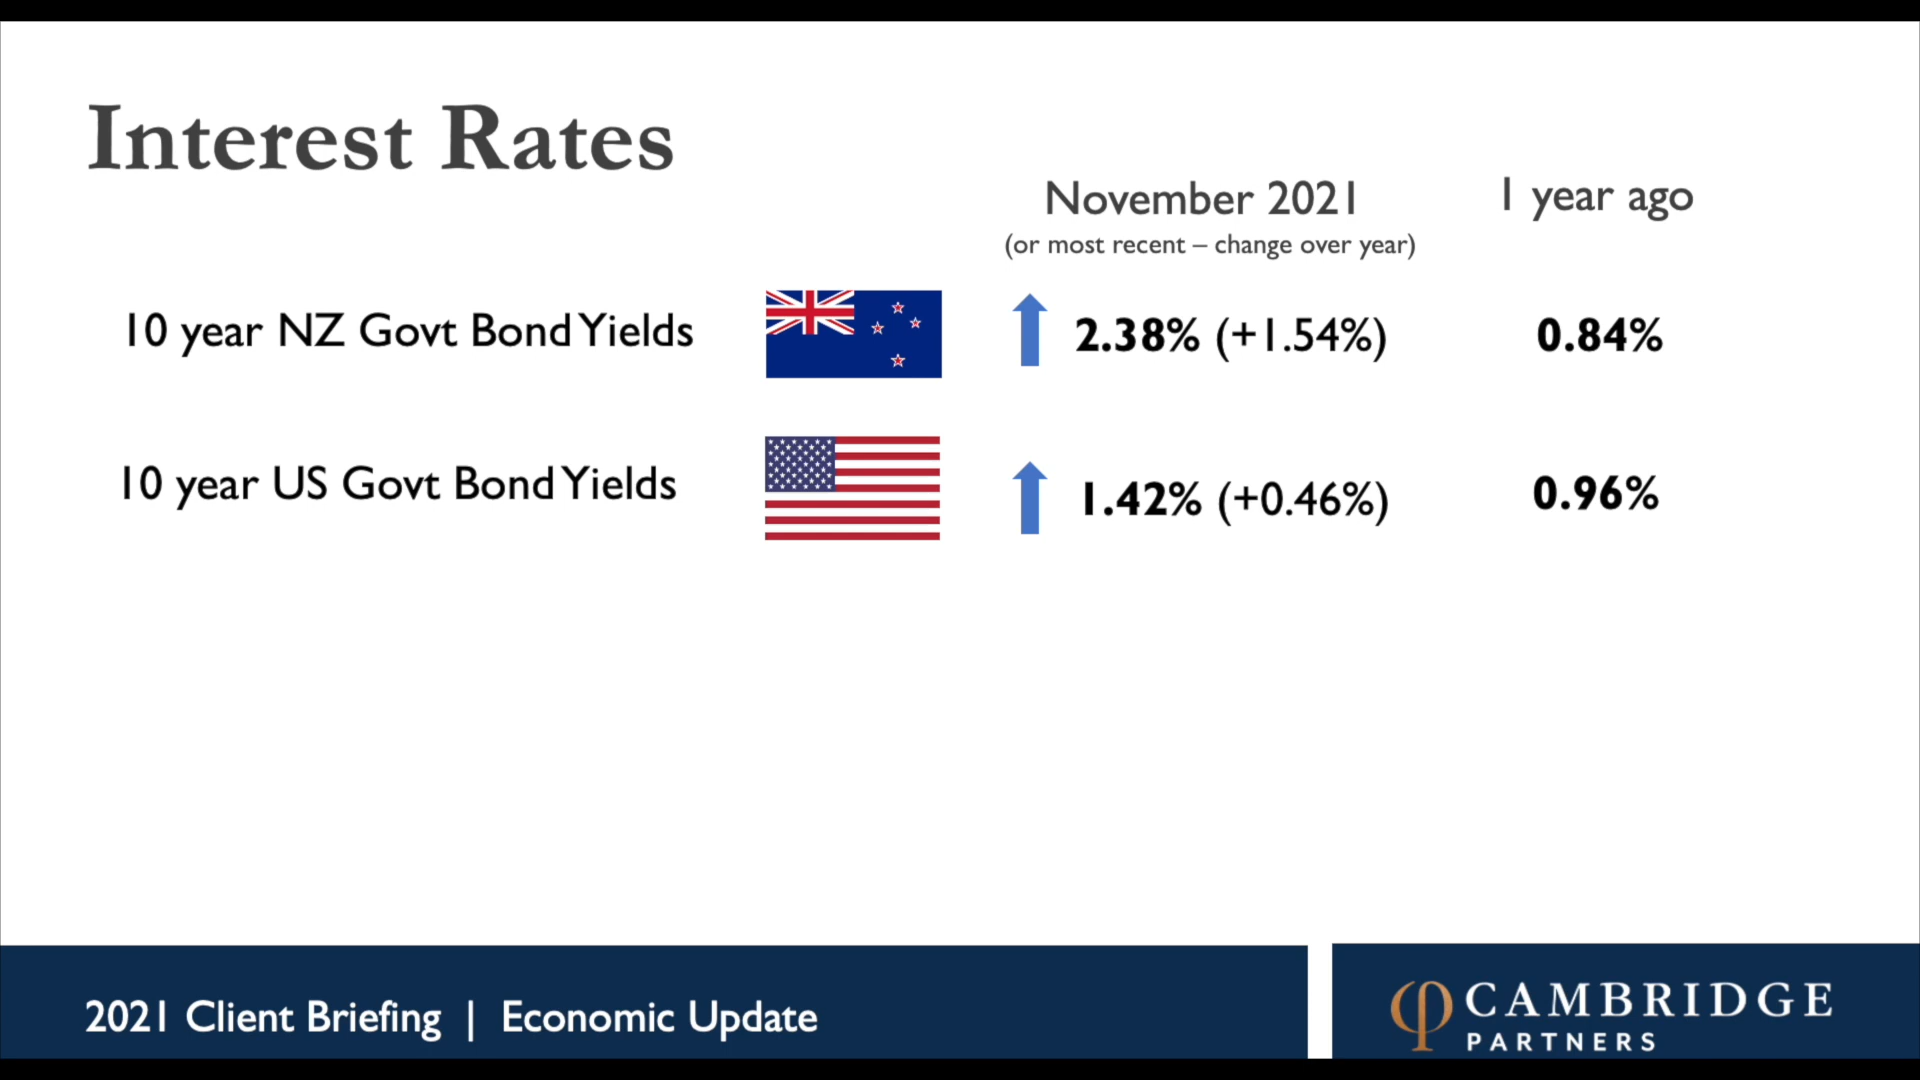 Interest Rates
November 2021
1 year ago
(or most recent – change over year)
10 year NZ Govt Bond Yields
2.38% (+1.54%)
0.84%
10 year US Govt Bond Yields
1.42% (+0.46%)
0.96%
2021 Client Briefing | Economic Update
CAMBRIDGE
PARTNERS